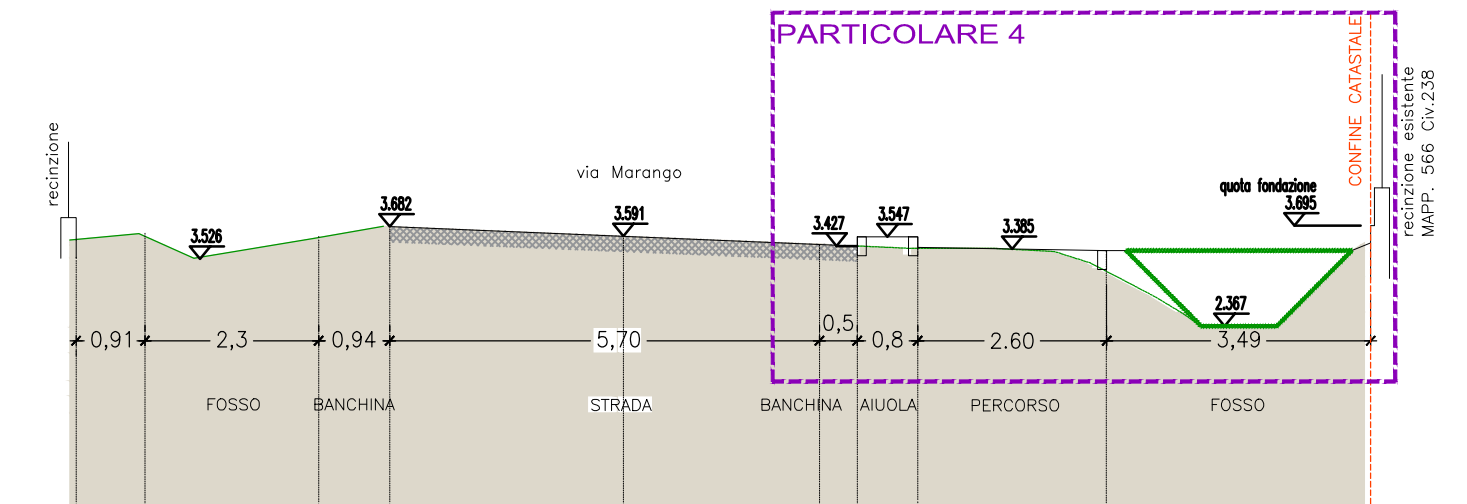 PARTICOLARE 4
CONFINE CATASTALE
recinzione esistente
MAPP. 566 Civ.238
recinzione
via Marango
quota fondazione
3.695
3.682
3.591
3.547
3.427
3.385
3.526
2.367
0,91
2,3
0,94
5,70
0,5
0,8
2.60
3,49
FOSSO
BANCHINA
STRADA
BANCHINA
AIUOLA
PERCORSO
FOSSO